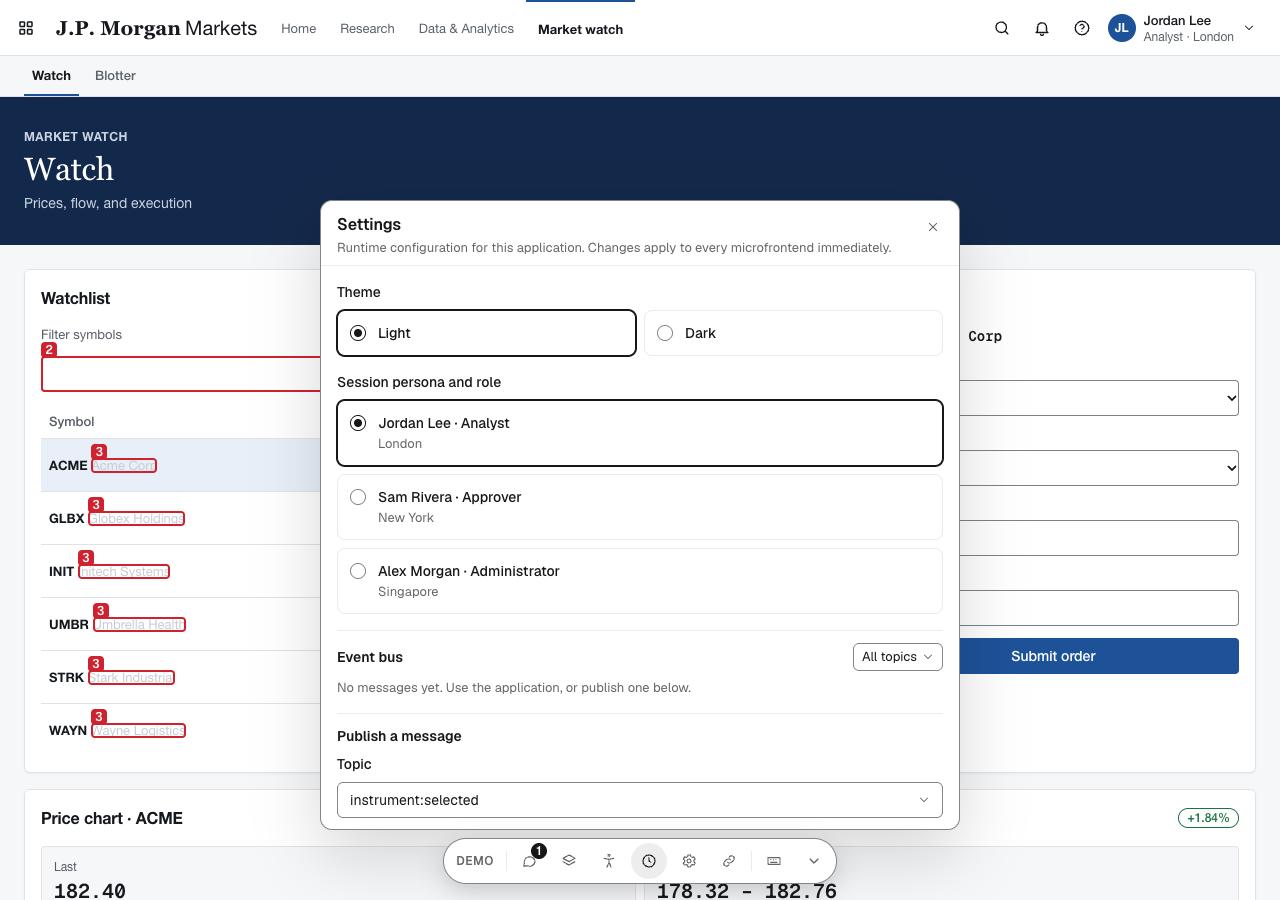 J.P. Morgan Markets
Home
Research
Data & Analytics
Market watch
JL
Jordan Lee
Analyst · London
Watch
Blotter
MARKET WATCH
Watch
Prices, flow, and execution
Settings
Runtime configuration for this application. Changes apply to every microfrontend immediately.
Theme
Light
Dark
Session persona and role
Jordan Lee · Analyst
London
Sam Rivera · Approver
New York
Alex Morgan · Administrator
Singapore
Event bus
All topics
No messages yet. Use the application, or publish one below.
Publish a message
Topic
instrument:selected
Watchlist
Filter symbols
2
Symbol
3
ACME Acme Corp
3
GLBX Globex Holdings
3
INIT Initech Systems
3
UMBR Umbrella Health
3
STRK Stark Industrial
3
WAYN Wayne Logistics
Corp
Submit order
Price chart · ACME
+1.84%
Last
182.40
178.32 – 182.76
DEMO
1